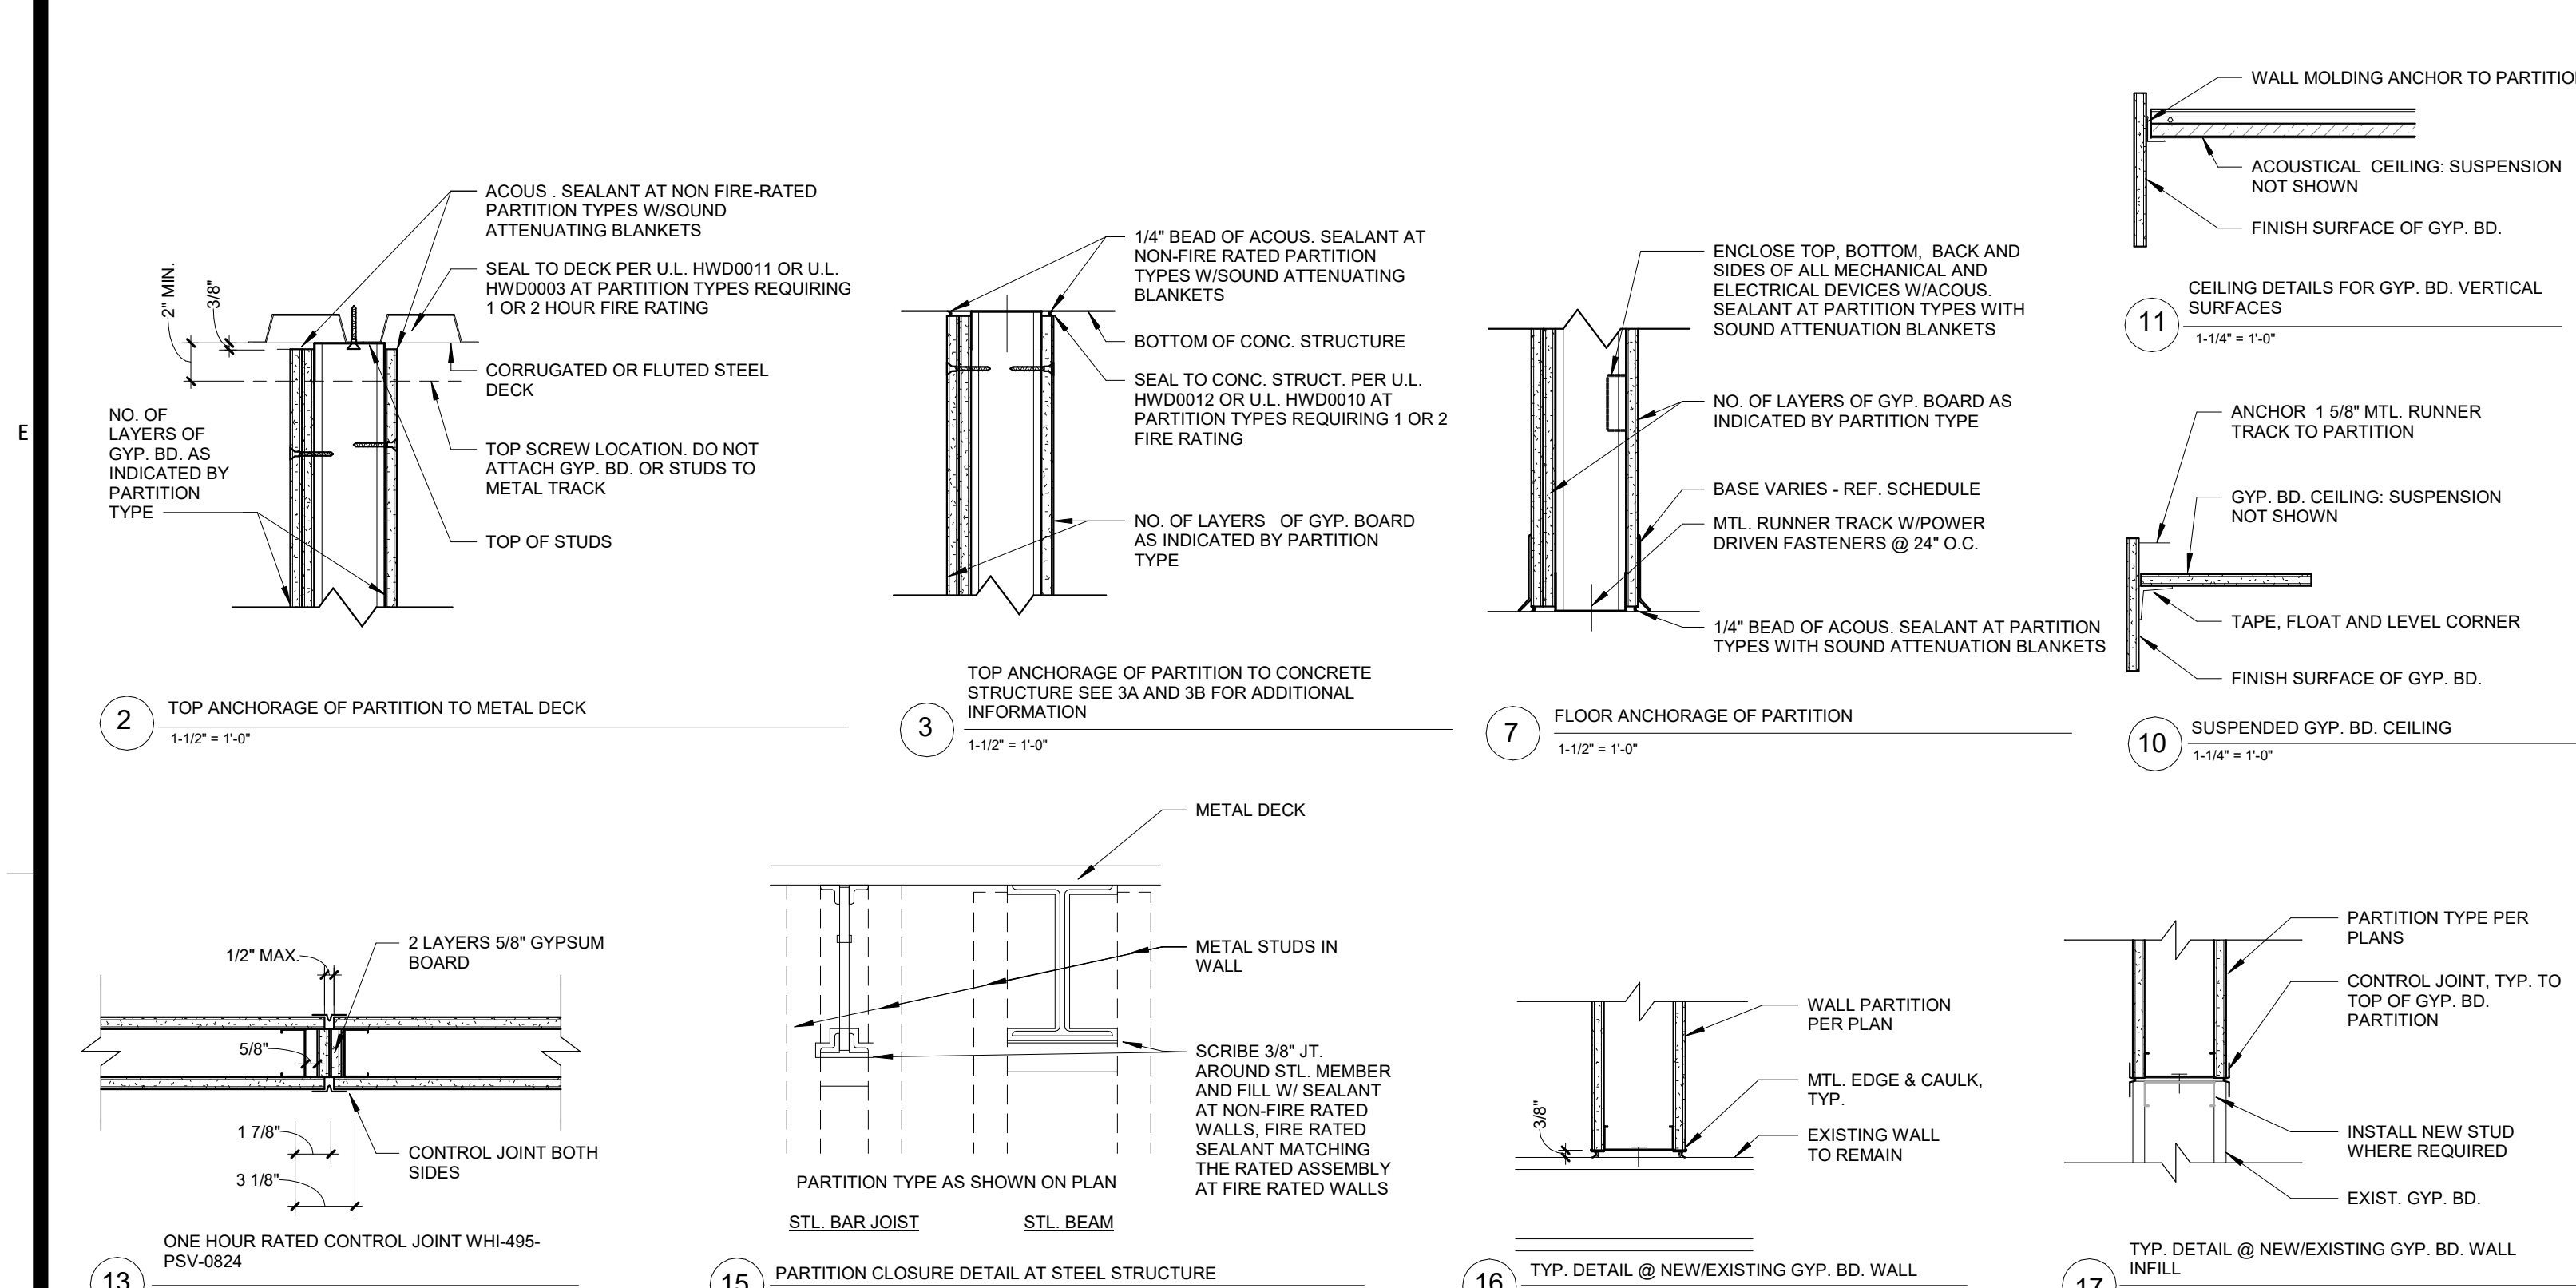 E
2" MIN.
3/8"
NO. OF
LAYERS OF
GYP. BD. AS
INDICATED BY
PARTITION
TYPE
ACOUS . SEALANT AT NON FIRE-RATED
PARTITION TYPES W/SOUND
ATTENUATING BLANKETS
SEAL TO DECK PER U.L. HWD0011 OR U.L.
HWD0003 AT PARTITION TYPES REQUIRING
1 OR 2 HOUR FIRE RATING
CORRUGATED OR FLUTED STEEL
DECK
TOP SCREW LOCATION. DO NOT
ATTACH GYP. BD. OR STUDS TO
METAL TRACK
TOP OF STUDS
2
TOP ANCHORAGE OF PARTITION TO METAL DECK
1-1/2" = 1'-0"
1/4" BEAD OF ACOUS. SEALANT AT
NON-FIRE RATED PARTITION
TYPES W/SOUND ATTENUATING
BLANKETS
BOTTOM OF CONC. STRUCTURE
SEAL TO CONC. STRUCT. PER U.L.
HWD0012 OR U.L. HWD0010 AT
PARTITION TYPES REQUIRING 1 OR 2
FIRE RATING
NO. OF LAYERS OF GYP. BOARD
AS INDICATED BY PARTITION
TYPE
3
TOP ANCHORAGE OF PARTITION TO CONCRETE
STRUCTURE SEE 3A AND 3B FOR ADDITIONAL
INFORMATION
1-1/2" = 1'-0"
ENCLOSE TOP, BOTTOM, BACK AND
SIDES OF ALL MECHANICAL AND
ELECTRICAL DEVICES W/ACOUS.
SEALANT AT PARTITION TYPES WITH
SOUND ATTENUATION BLANKETS
NO. OF LAYERS OF GYP. BOARD AS
INDICATED BY PARTITION TYPE
BASE VARIES - REF. SCHEDULE
MTL. RUNNER TRACK W/POWER
DRIVEN FASTENERS @ 24" O.C.
1/4" BEAD OF ACOUS. SEALANT AT PARTITION
TYPES WITH SOUND ATTENUATION BLANKETS
7
FLOOR ANCHORAGE OF PARTITION
1-1/2" = 1'-0"
WALL MOLDING ANCHOR TO PARTITIO
ACOUSTICAL CEILING: SUSPENSION
NOT SHOWN
FINISH SURFACE OF GYP. BD.
11
CEILING DETAILS FOR GYP. BD. VERTICAL
SURFACES
1-1/4" = 1'-0"
ANCHOR 1 5/8" MTL. RUNNER
TRACK TO PARTITION
GYP. BD. CEILING: SUSPENSION
NOT SHOWN
TAPE, FLOAT AND LEVEL CORNER
FINISH SURFACE OF GYP. BD.
10
SUSPENDED GYP. BD. CEILING
1-1/4" = 1'-0"
1/2" MAX.
2 LAYERS 5/8" GYPSUM
BOARD
5/8"
1 7/8"
3 1/8"
CONTROL JOINT BOTH
SIDES
13
ONE HOUR RATED CONTROL JOINT WHI-495-
PSV-0824
METAL DECK
METAL STUDS IN
WALL
SCRIBE 3/8" JT.
AROUND STL. MEMBER
AND FILL W/ SEALANT
AT NON-FIRE RATED
WALLS, FIRE RATED
SEALANT MATCHING
THE RATED ASSEMBLY
AT FIRE RATED WALLS
PARTITION TYPE AS SHOWN ON PLAN
STL. BAR JOIST
STL. BEAM
15
PARTITION CLOSURE DETAIL AT STEEL STRUCTURE
WALL PARTITION
PER PLAN
MTL. EDGE & CAULK,
TYP.
3/8"
EXISTING WALL
TO REMAIN
16
TYP. DETAIL @ NEW/EXISTING GYP. BD. WALL
PARTITION TYPE PER
PLANS
CONTROL JOINT, TYP. TO
TOP OF GYP. BD.
PARTITION
INSTALL NEW STUD
WHERE REQUIRED
EXIST. GYP. BD.
17
TYP. DETAIL @ NEW/EXISTING GYP. BD. WALL
INFILL